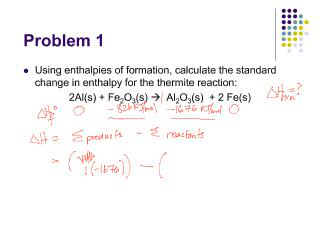 Problem 1
Using enthalpies of formation, calculate the standard
change in enthalpy for the thermite reaction:
2Al(s) + Fe₂O₃(s) → Al₂O₃(s) + 2 Fe(s)
ΔHrxn = ?
ΔHf° 0 -826 kJ/mol -1676 kJ/mol 0
ΔH = Σ products - Σ reactants
= ( (-1676) ) - (